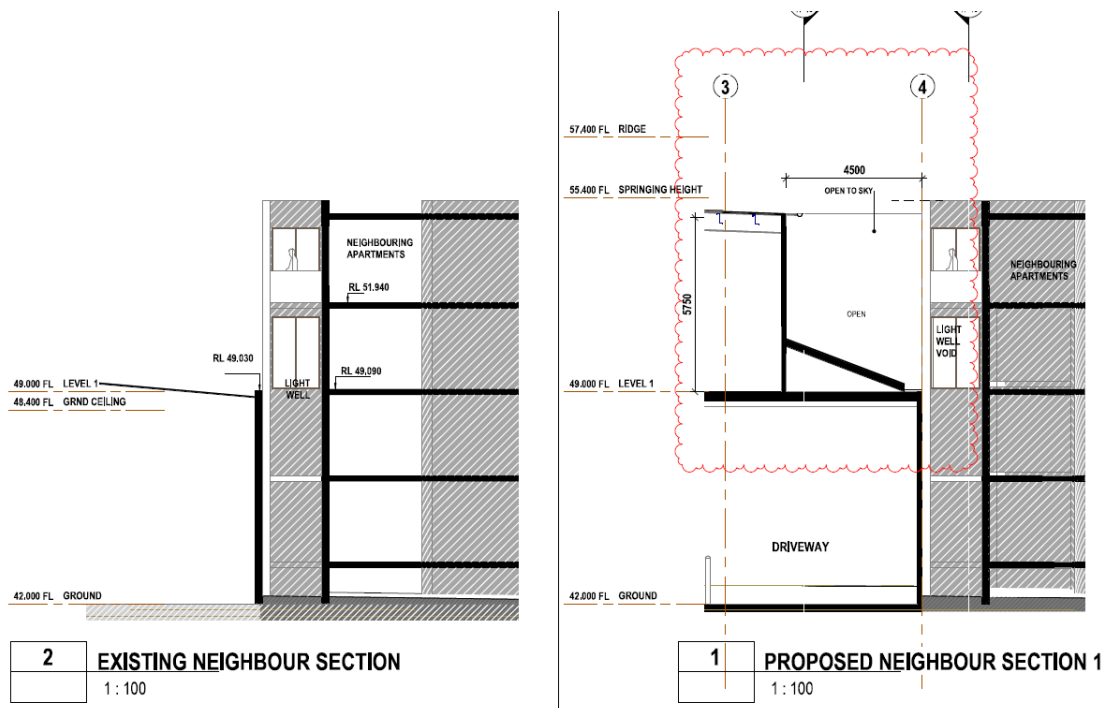 NEIGHBOURING
APARTMENTS
RL 51.940
RL 49.030
RL 49.090
49.000 FL LEVEL 1
LIGHT
WELL
48.400 FL GRND CEILING
42.000 FL GROUND
2
EXISTING NEIGHBOUR SECTION
1 : 100
3
4
57.400 FL RIDGE
4500
55.400 FL SPRINGING HEIGHT
OPEN TO SKY
NEIGHBOURING
APARTMENTS
5750
OPEN
LIGHT
WELL
VOID
49.000 FL LEVEL 1
DRIVEWAY
42.000 FL GROUND
1
PROPOSED NEIGHBOUR SECTION 1
1 : 100